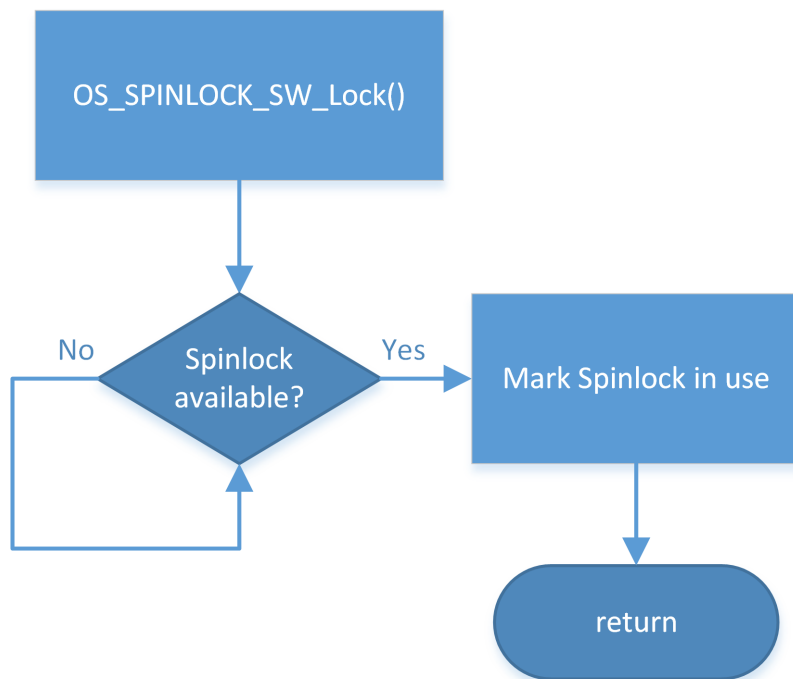 OS_SPINLOCK_SW_Lock()
No
Spinlock
available?
Yes
Mark Spinlock in use
return